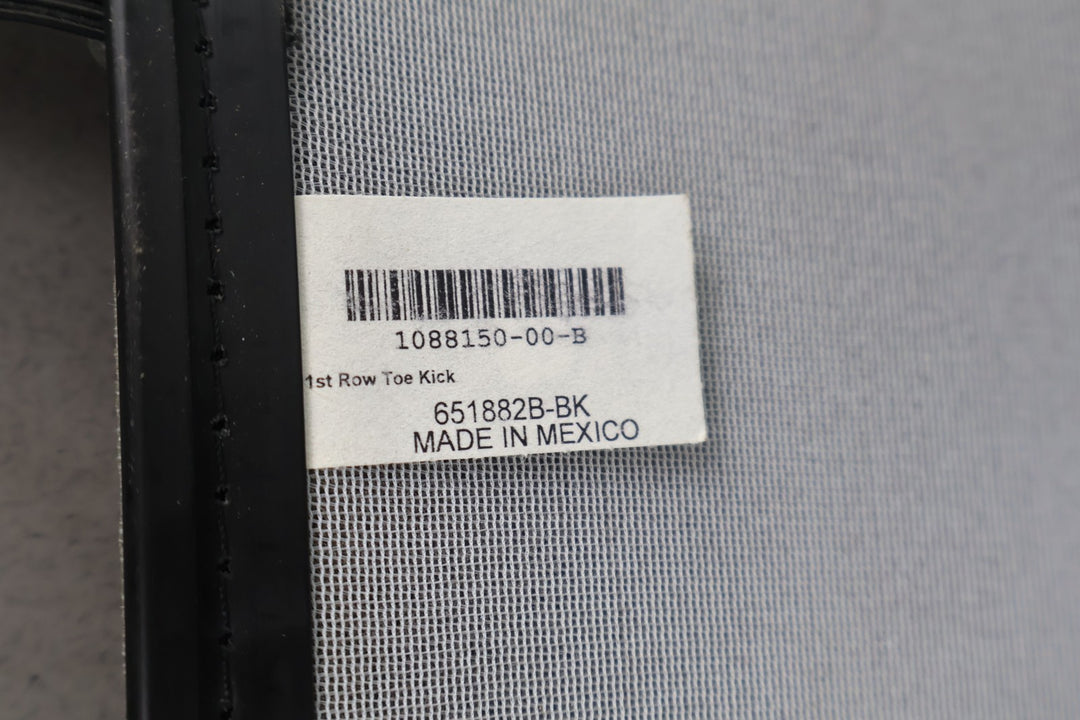 1088150-00-B
1st Row Toe Kick
651882B-BK
MADE IN MEXICO